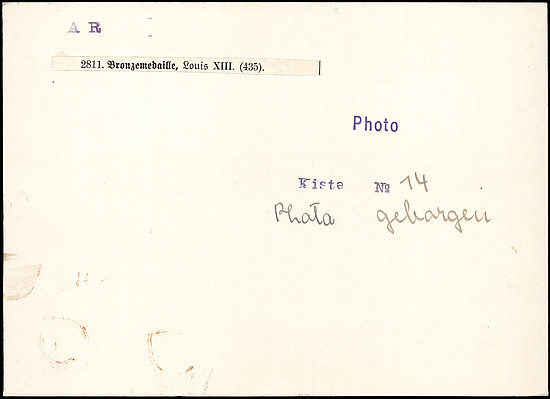 A R
2811. Bronzemedaille, Louis XIII. (435).
Photo
Kiste № 14
Photo geborgen